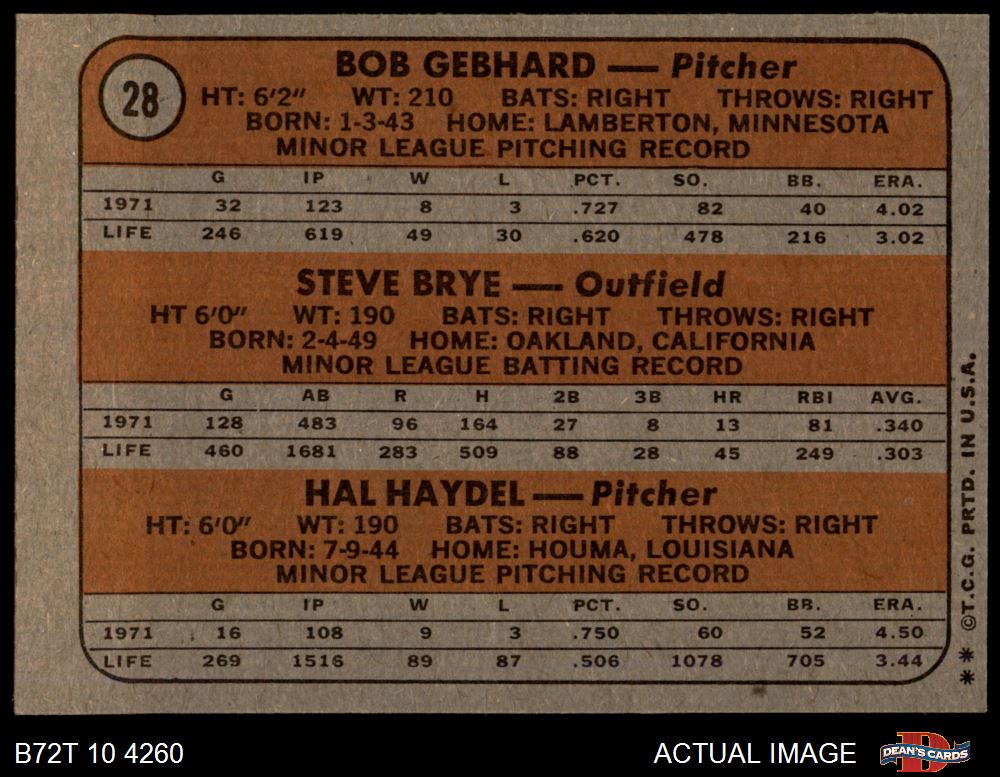 28
BOB GEBHARD — Pitcher
HT: 6'2" WT: 210 BATS: RIGHT THROWS: RIGHT
BORN: 1-3-43 HOME: LAMBERTON, MINNESOTA
MINOR LEAGUE PITCHING RECORD
G IP W L PCT. SO. BB. ERA.
1971 32 123 8 3 .727 82 40 4.02
LIFE 246 619 49 30 .620 478 216 3.02
STEVE BRYE — Outfield
HT 6'0" WT: 190 BATS: RIGHT THROWS: RIGHT
BORN: 2-4-49 HOME: OAKLAND, CALIFORNIA
MINOR LEAGUE BATTING RECORD
G AB R H 2B 3B HR RBI AVG.
1971 128 483 96 164 27 8 13 81 .340
LIFE 460 1681 283 509 88 28 45 249 .303
HAL HAYDEL — Pitcher
HT: 6'0" WT: 190 BATS: RIGHT THROWS: RIGHT
BORN: 7-9-44 HOME: HOUMA, LOUISIANA
MINOR LEAGUE PITCHING RECORD
G IP W L PCT. SO. BB. ERA.
1971 16 108 9 3 .750 60 52 4.50
LIFE 269 1516 89 87 .506 1078 705 3.44
** ©T.C.G. PRTD. IN U.S.A.
B72T 10 4260
ACTUAL IMAGE
DEAN'S CARDS